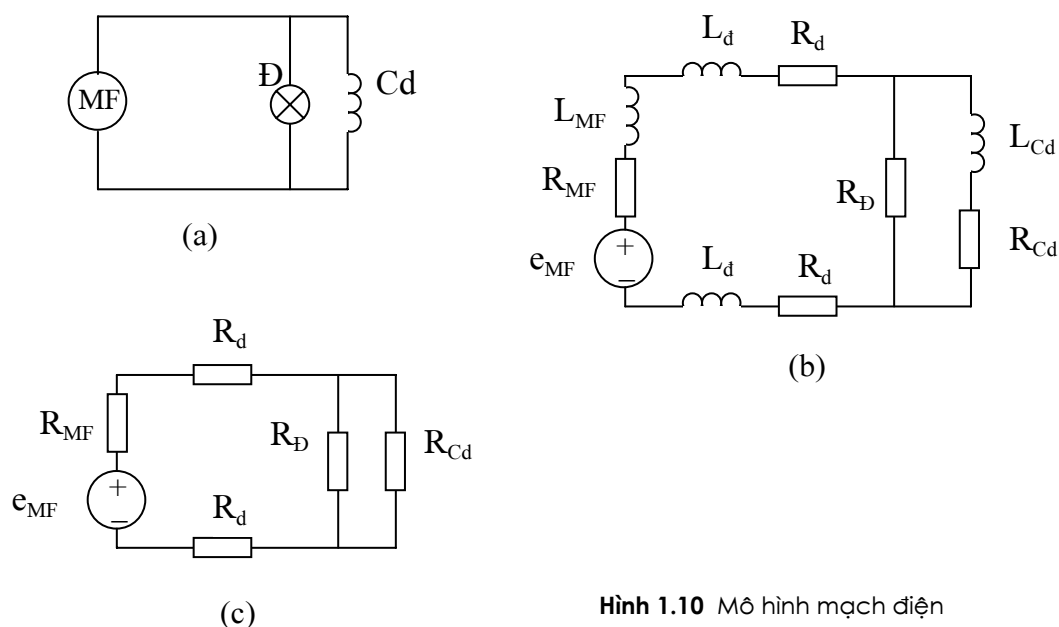 MF
Đ
Cd
(a)
L_đ
R_d
L_MF
R_MF
e_MF
+
−
R_Đ
L_Cd
R_Cd
L_đ
R_d
(b)
R_d
R_MF
e_MF
+
−
R_Đ
R_Cd
R_d
(c)
Hình 1.10 Mô hình mạch điện